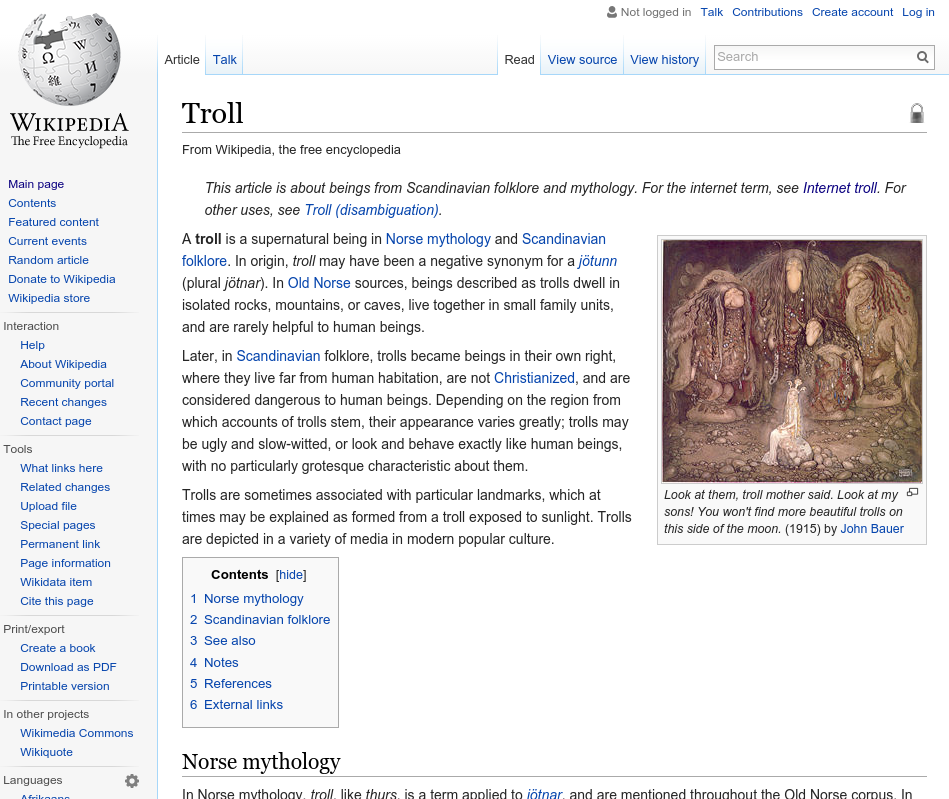 Not logged in Talk Contributions Create account Log in
Article Talk Read View source View history Search
Ω W И 維 7
WIKIPEDIA
The Free Encyclopedia
Main page
Contents
Featured content
Current events
Random article
Donate to Wikipedia
Wikipedia store
Interaction
Help
About Wikipedia
Community portal
Recent changes
Contact page
Tools
What links here
Related changes
Upload file
Special pages
Permanent link
Page information
Wikidata item
Cite this page
Print/export
Create a book
Download as PDF
Printable version
In other projects
Wikimedia Commons
Wikiquote
Languages
Afrikaans
Troll
From Wikipedia, the free encyclopedia
This article is about beings from Scandinavian folklore and mythology. For the internet term, see Internet troll. For
other uses, see Troll (disambiguation).
A troll is a supernatural being in Norse mythology and Scandinavian
folklore. In origin, troll may have been a negative synonym for a jötunn
(plural jötnar). In Old Norse sources, beings described as trolls dwell in
isolated rocks, mountains, or caves, live together in small family units,
and are rarely helpful to human beings.
Later, in Scandinavian folklore, trolls became beings in their own right,
where they live far from human habitation, are not Christianized, and are
considered dangerous to human beings. Depending on the region from
which accounts of trolls stem, their appearance varies greatly; trolls may
be ugly and slow-witted, or look and behave exactly like human beings,
with no particularly grotesque characteristic about them.
Trolls are sometimes associated with particular landmarks, which at
times may be explained as formed from a troll exposed to sunlight. Trolls
are depicted in a variety of media in modern popular culture.
Look at them, troll mother said. Look at my
sons! You won't find more beautiful trolls on
this side of the moon. (1915) by John Bauer
Contents [hide]
1 Norse mythology
2 Scandinavian folklore
3 See also
4 Notes
5 References
6 External links
Norse mythology
In Norse mythology, troll, like thurs, is a term applied to jötnar, and are mentioned throughout the Old Norse corpus. In